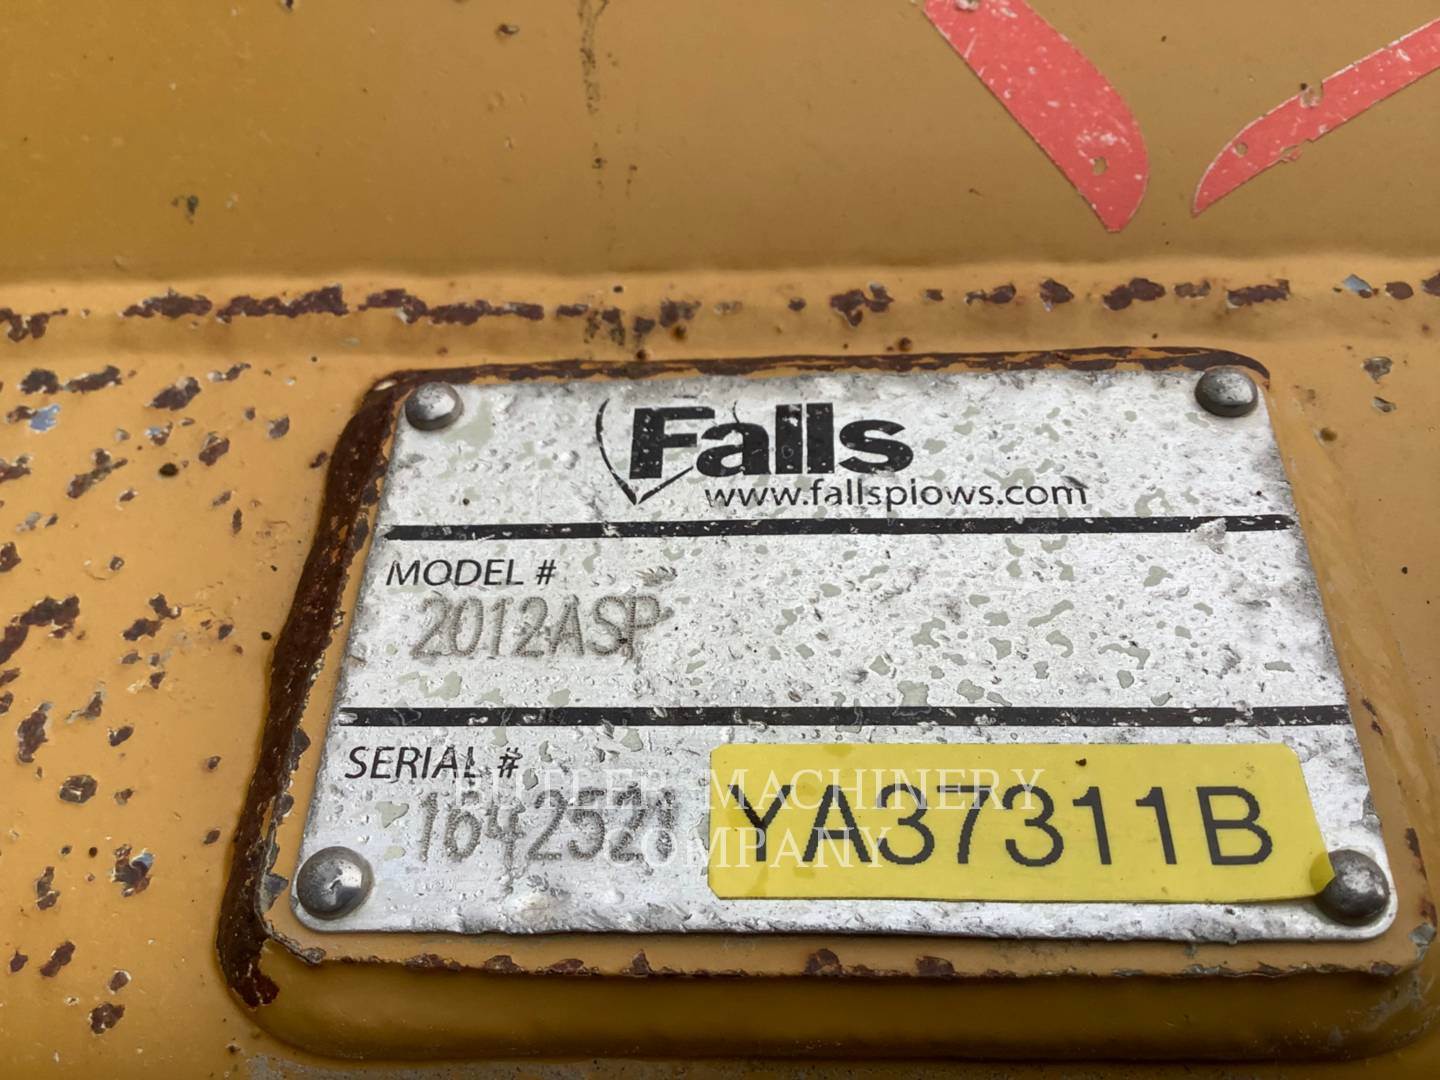 Falls
www.fallsplows.com
MODEL #
2012ASP
SERIAL #
YA37311B
BUTLER MACHINERY
COMPANY